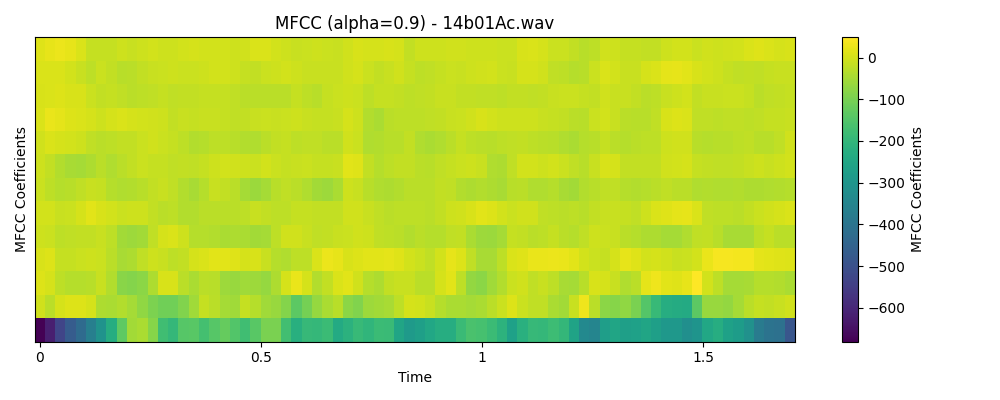 MFCC (alpha=0.9) - 14b01Ac.wav
MFCC Coefficients
0
0.5
1
1.5
Time
0
−100
−200
−300
−400
−500
−600
MFCC Coefficients